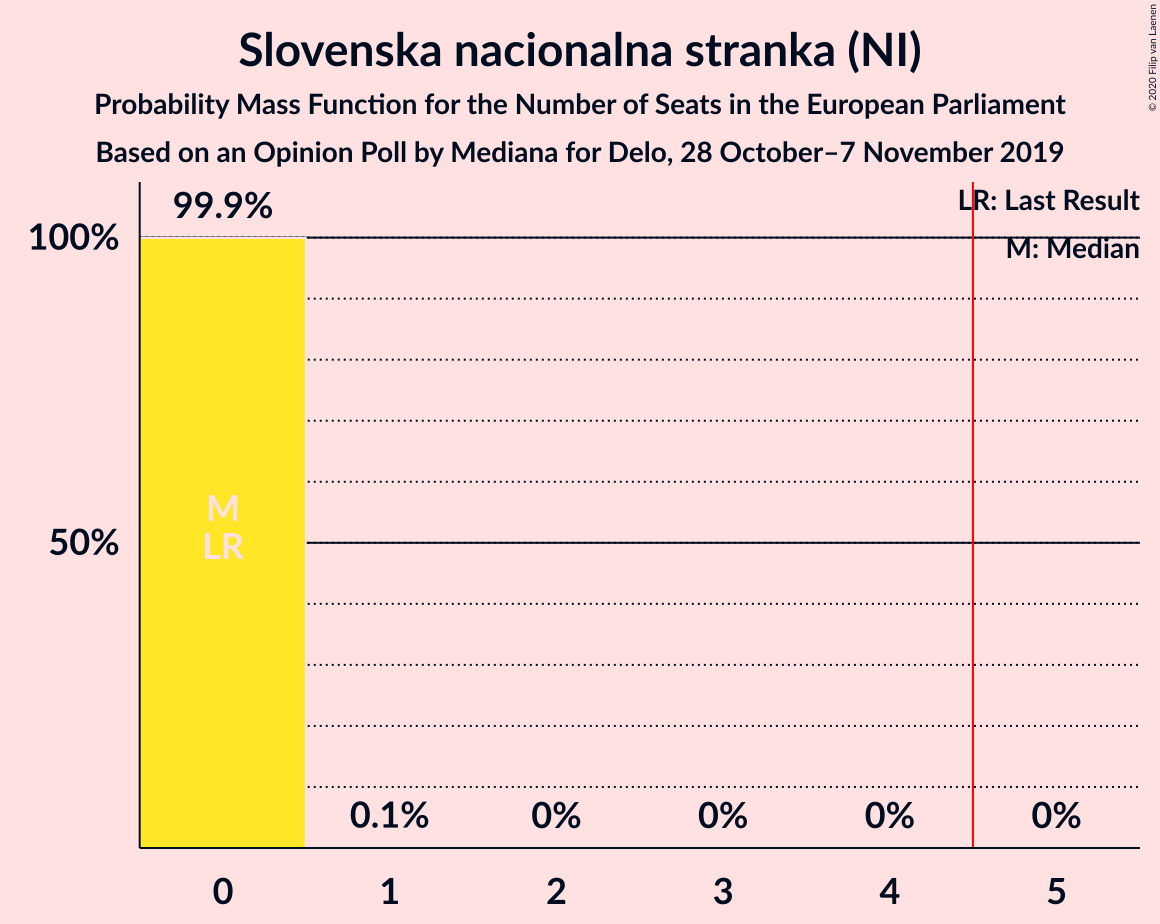 Slovenska nacionalna stranka (NI)
Probability Mass Function for the Number of Seats in the European Parliament
Based on an Opinion Poll by Mediana for Delo, 28 October–7 November 2019
© 2020 Filip van Laenen
LR: Last Result
M: Median
99.9%
100%
M
LR
50%
0.1% 0% 0% 0% 0%
0 1 2 3 4 5